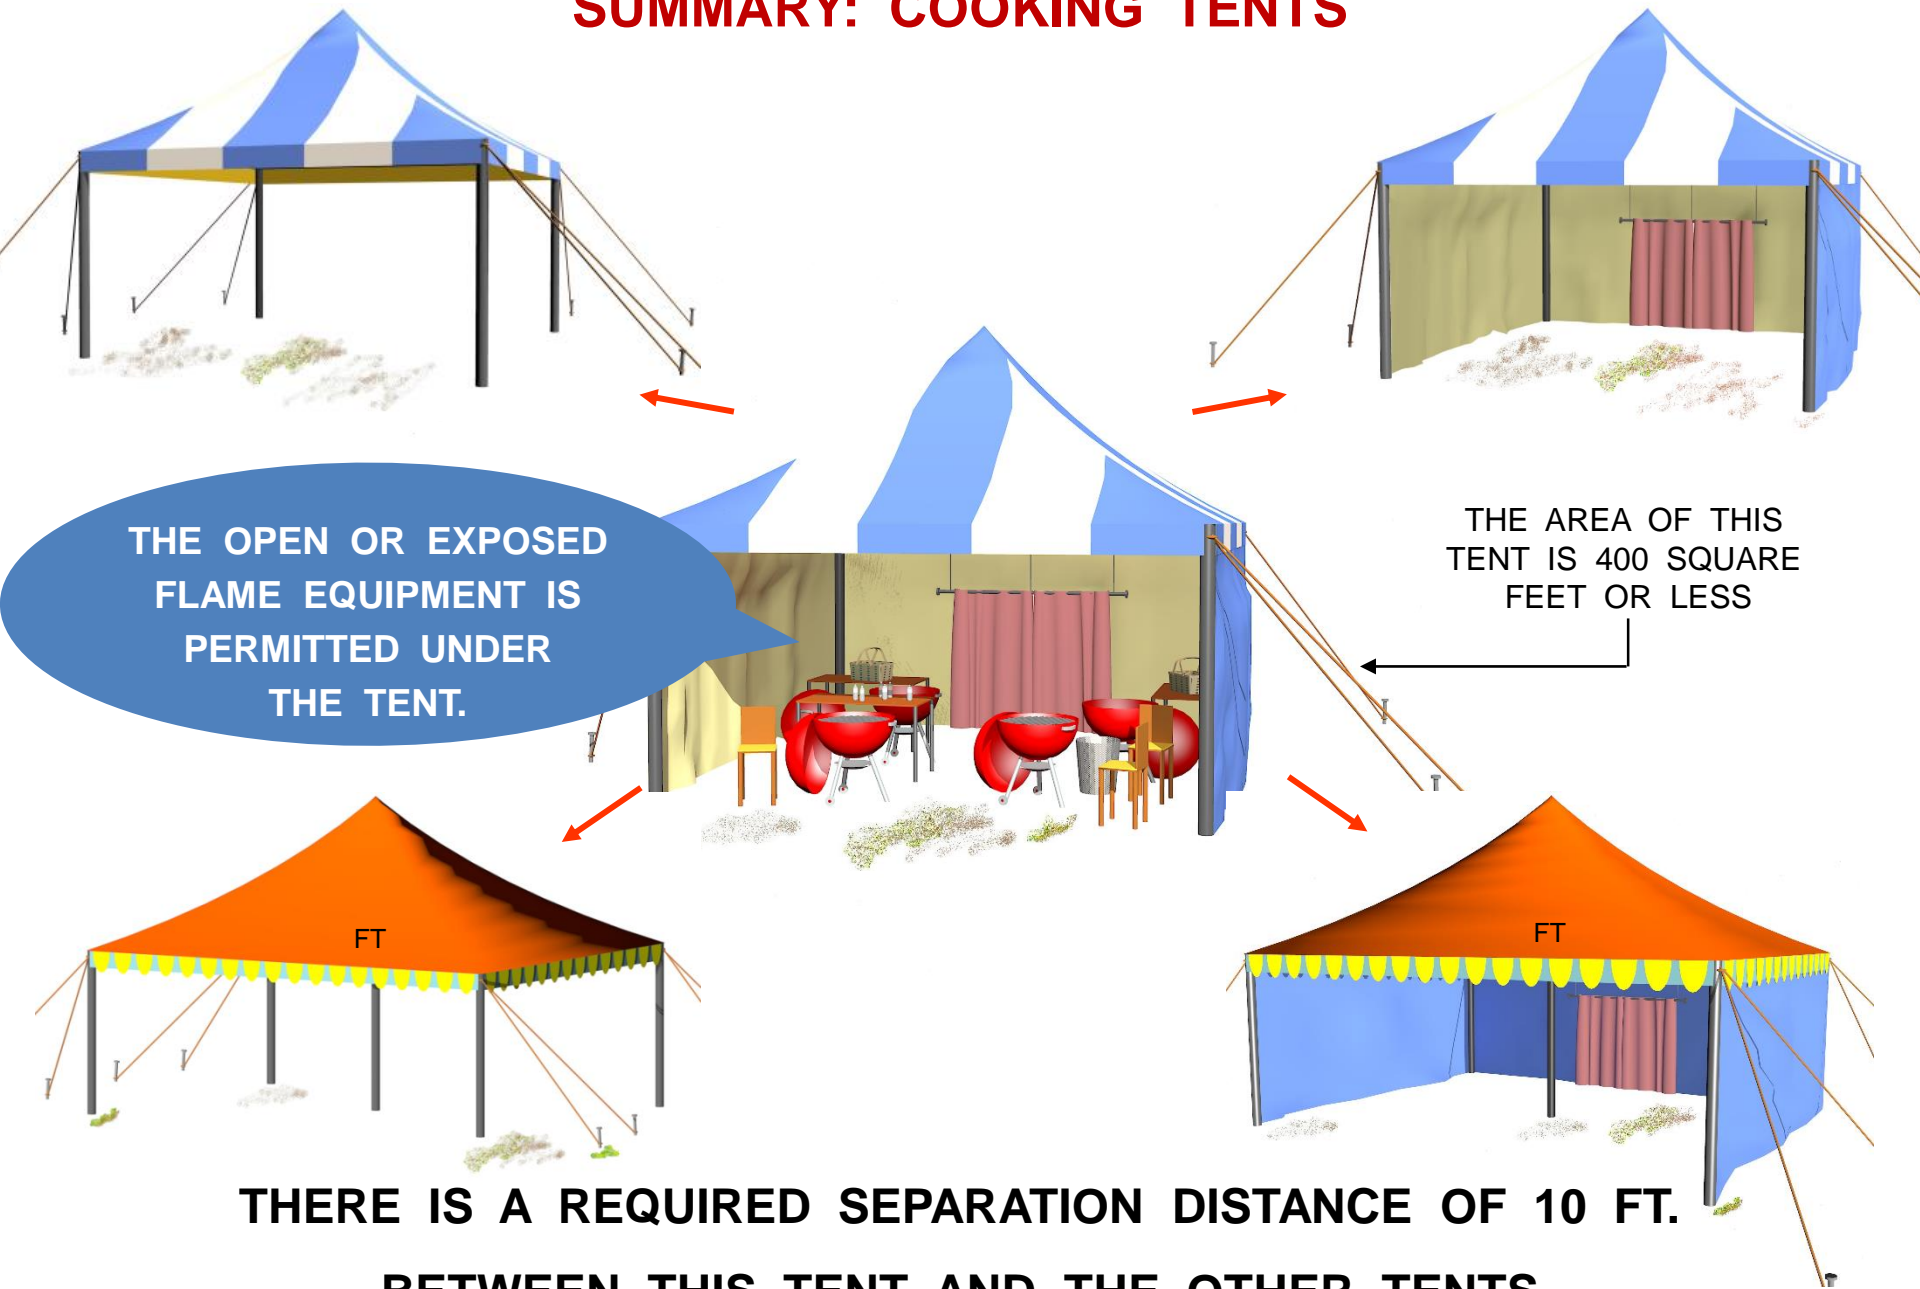 SUMMARY: COOKING TENTS
THE OPEN OR EXPOSED
FLAME EQUIPMENT IS
PERMITTED UNDER
THE TENT.
THE AREA OF THIS
TENT IS 400 SQUARE
FEET OR LESS
FT
FT
THERE IS A REQUIRED SEPARATION DISTANCE OF 10 FT.
BETWEEN THIS TENT AND THE OTHER TENTS